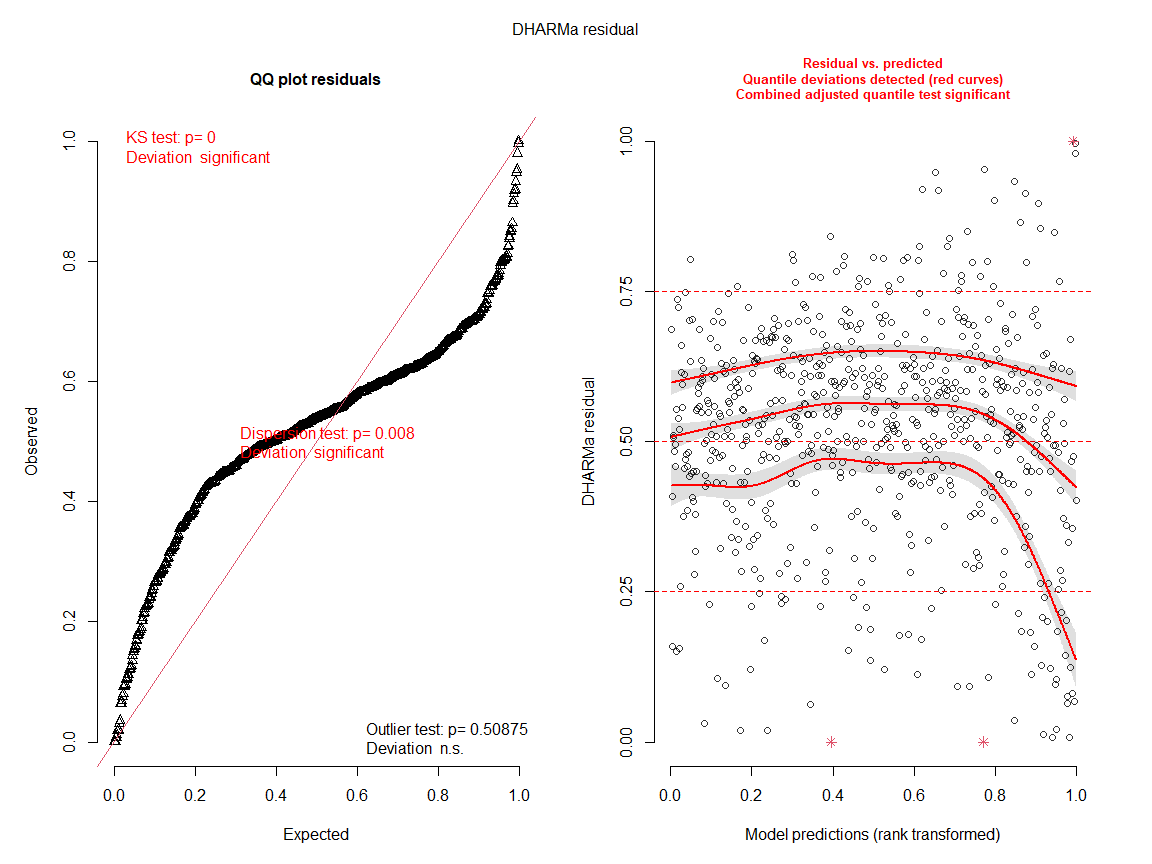 DHARMa residual
QQ plot residuals
KS test: p= 0
Deviation  significant
Dispersion test: p= 0.008
Deviation  significant
Outlier test: p= 0.50875
Deviation  n.s.
Observed
0.0 0.2 0.4 0.6 0.8 1.0
0.0 0.2 0.4 0.6 0.8 1.0
Expected
Residual vs. predicted
Quantile deviations detected (red curves)
Combined adjusted quantile test significant
DHARMa residual
0.00 0.25 0.50 0.75 1.00
0.0 0.2 0.4 0.6 0.8 1.0
Model predictions (rank transformed)